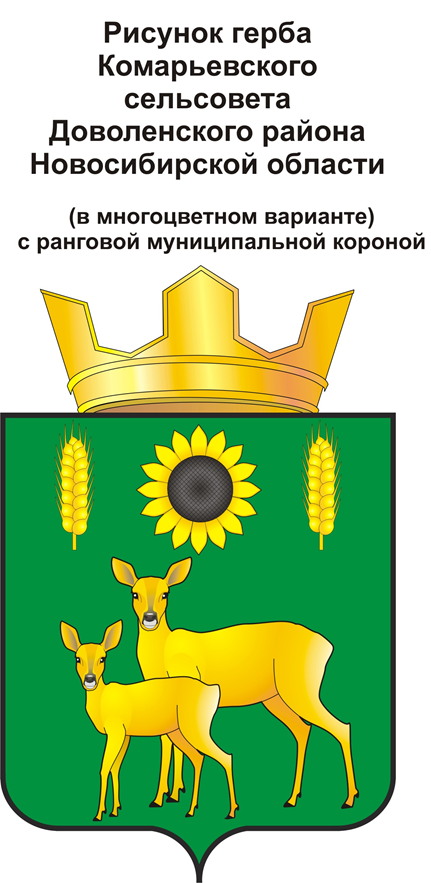 Рисунок герба
Комарьевского
сельсовета
Доволенского района
Новосибирской области
(в многоцветном варианте)
с ранговой муниципальной короной